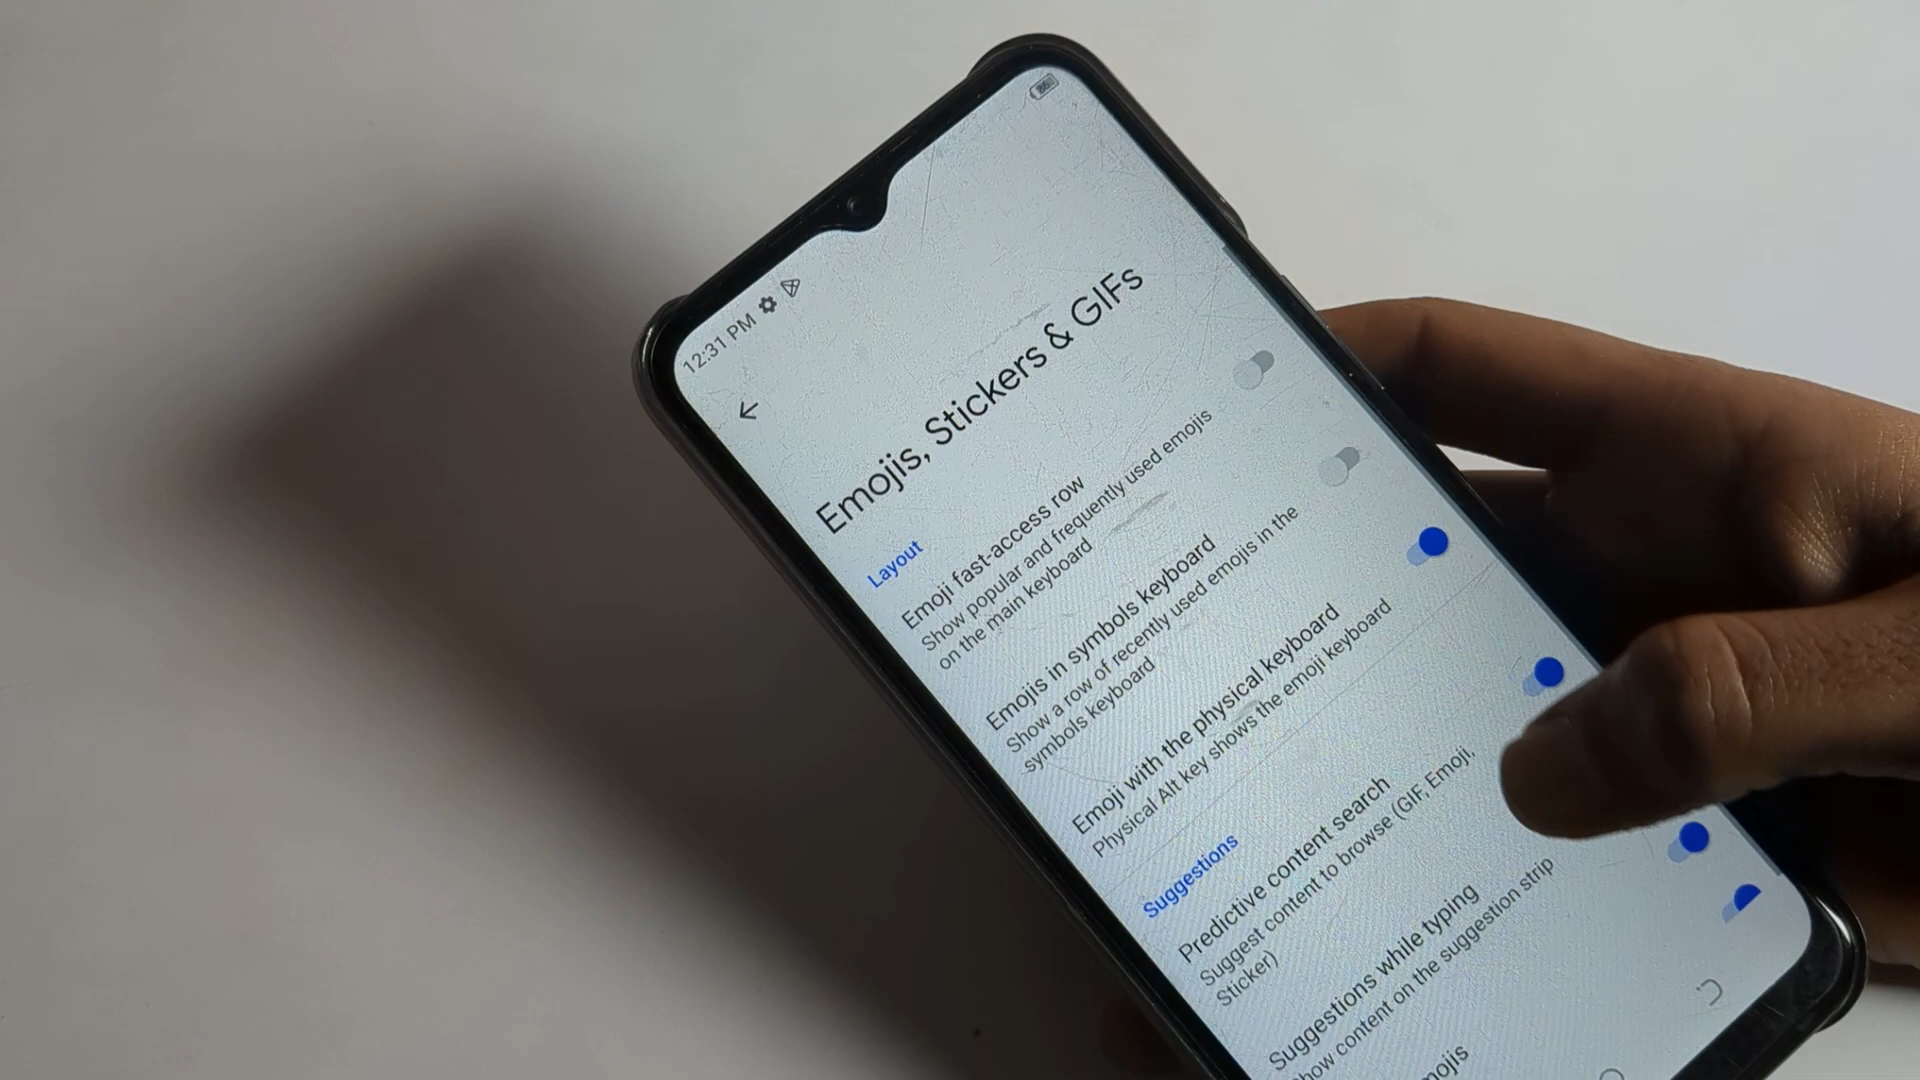 12:31 PM
Emojis, Stickers & GIFs
Layout
Emoji fast-access row
Show popular and frequently used emojis
on the main keyboard
Emojis in symbols keyboard
Show a row of recently used emojis in the
symbols keyboard
Emoji with the physical keyboard
Physical Alt key shows the emoji keyboard
Suggestions
Predictive content search
Suggest content to browse (GIF, Emoji,
Sticker)
Suggestions while typing
Show content on the suggestion strip